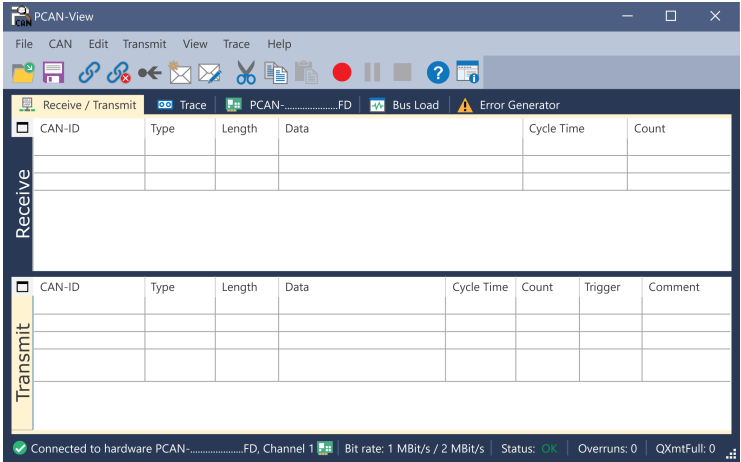 CAN PCAN-View
File CAN Edit Transmit View Trace Help
Receive / Transmit Trace PCAN-.....................FD Bus Load Error Generator
CAN-ID Type Length Data Cycle Time Count
Receive
CAN-ID Type Length Data Cycle Time Count Trigger Comment
Transmit
Connected to hardware PCAN-.....................FD, Channel 1 Bit rate: 1 MBit/s / 2 MBit/s Status: OK Overruns: 0 QXmtFull: 0